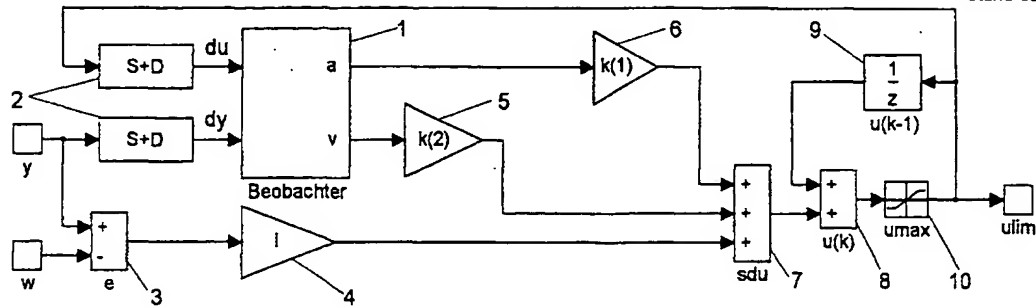 1
6
9
S+D
du
a
k(1)
1
z
2
5
u(k-1)
S+D
dy
v
k(2)
y
Beobachter
+
+
+
+
+
+
I
u(k)
umax
ulim
-
w
e
3
4
sdu
7
8
10